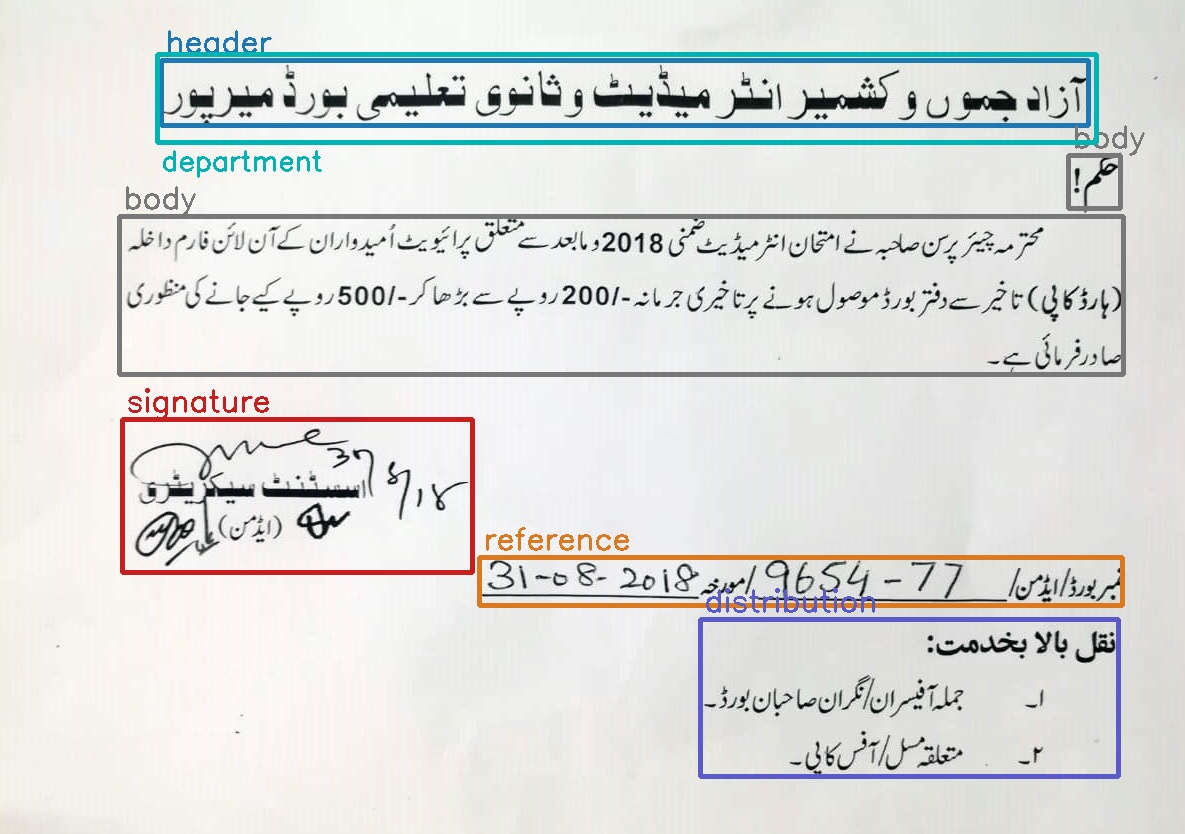 header
آزاد جموں و کشمیر انٹر میڈیٹ و ثانوی تعلیمی بورڈ میرپور
department
body
حکم!
body
محترمہ چیئر پرسن صاحبہ نے امتحان انٹر میڈیٹ ضمنی 2018 و مابعد سے متعلق پرائیویٹ اُمیدواران کے آن لائن فارم داخلہ
(ہارڈ کاپی) تاخیر سے دفتر بورڈ موصول ہونے پر تاخیری جرمانہ -/200 روپے سے بڑھا کر -/500 روپے کیے جانے کی منظوری
صادر فرمائی ہے۔
signature
اسسٹنٹ سیکریٹری
(ایڈمن)
reference
نمبر بورڈ/ایڈمن/ 9654-77 /مورخہ 31-08-2018
distribution
نقل بالا بخدمت:
۱۔ جملہ آفیسران/نگران صاحبان بورڈ۔
۲۔ متعلقہ مسل/آفس کاپی۔